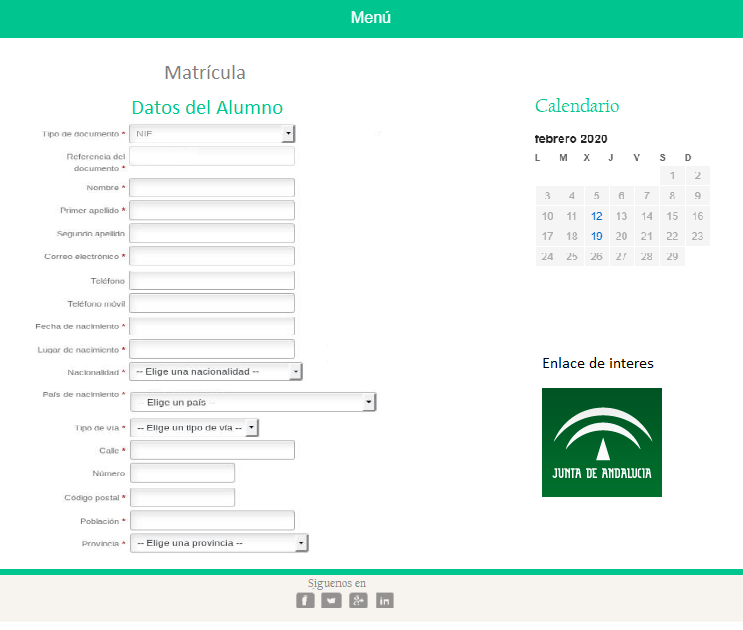 Menú
Matrícula
Datos del Alumno
Tipo de documento * NIF
Referencia del
documento *
Nombre *
Primer apellido *
Segundo apellido
Correo electrónico *
Teléfono
Teléfono móvil
Fecha de nacimiento *
Lugar de nacimiento *
Nacionalidad * -- Elige una nacionalidad --
País de nacimiento * -- Elige un país --
Tipo de vía * -- Elige un tipo de vía --
Calle *
Número
Código postal *
Población *
Provincia * -- Elige una provincia --
Calendario
febrero 2020
L M X J V S D
1 2
3 4 5 6 7 8 9
10 11 12 13 14 15 16
17 18 19 20 21 22 23
24 25 26 27 28 29
Enlace de interes
JUNTA DE ANDALUCIA
Síguenos en